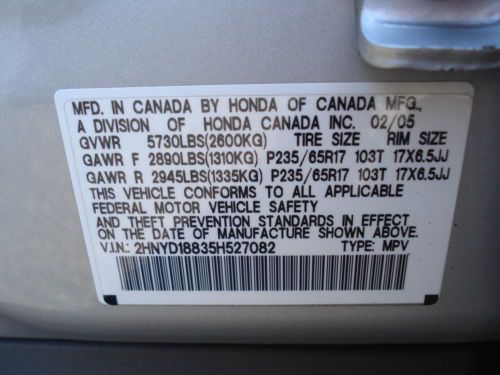 MFD. IN CANADA BY HONDA OF CANADA MFG.,
A DIVISION OF HONDA CANADA INC. 02/05
GVWR 5730LBS(2600KG) TIRE SIZE RIM SIZE
GAWR F 2890LBS(1310KG) P235/65R17 103T 17X6.5JJ
GAWR R 2945LBS(1335KG) P235/65R17 103T 17X6.5JJ
THIS VEHICLE CONFORMS TO ALL APPLICABLE
FEDERAL MOTOR VEHICLE SAFETY
AND THEFT PREVENTION STANDARDS IN EFFECT
ON THE DATE OF MANUFACTURE SHOWN ABOVE.
V.I.N.: 2HNYD18835H527082 TYPE: MPV